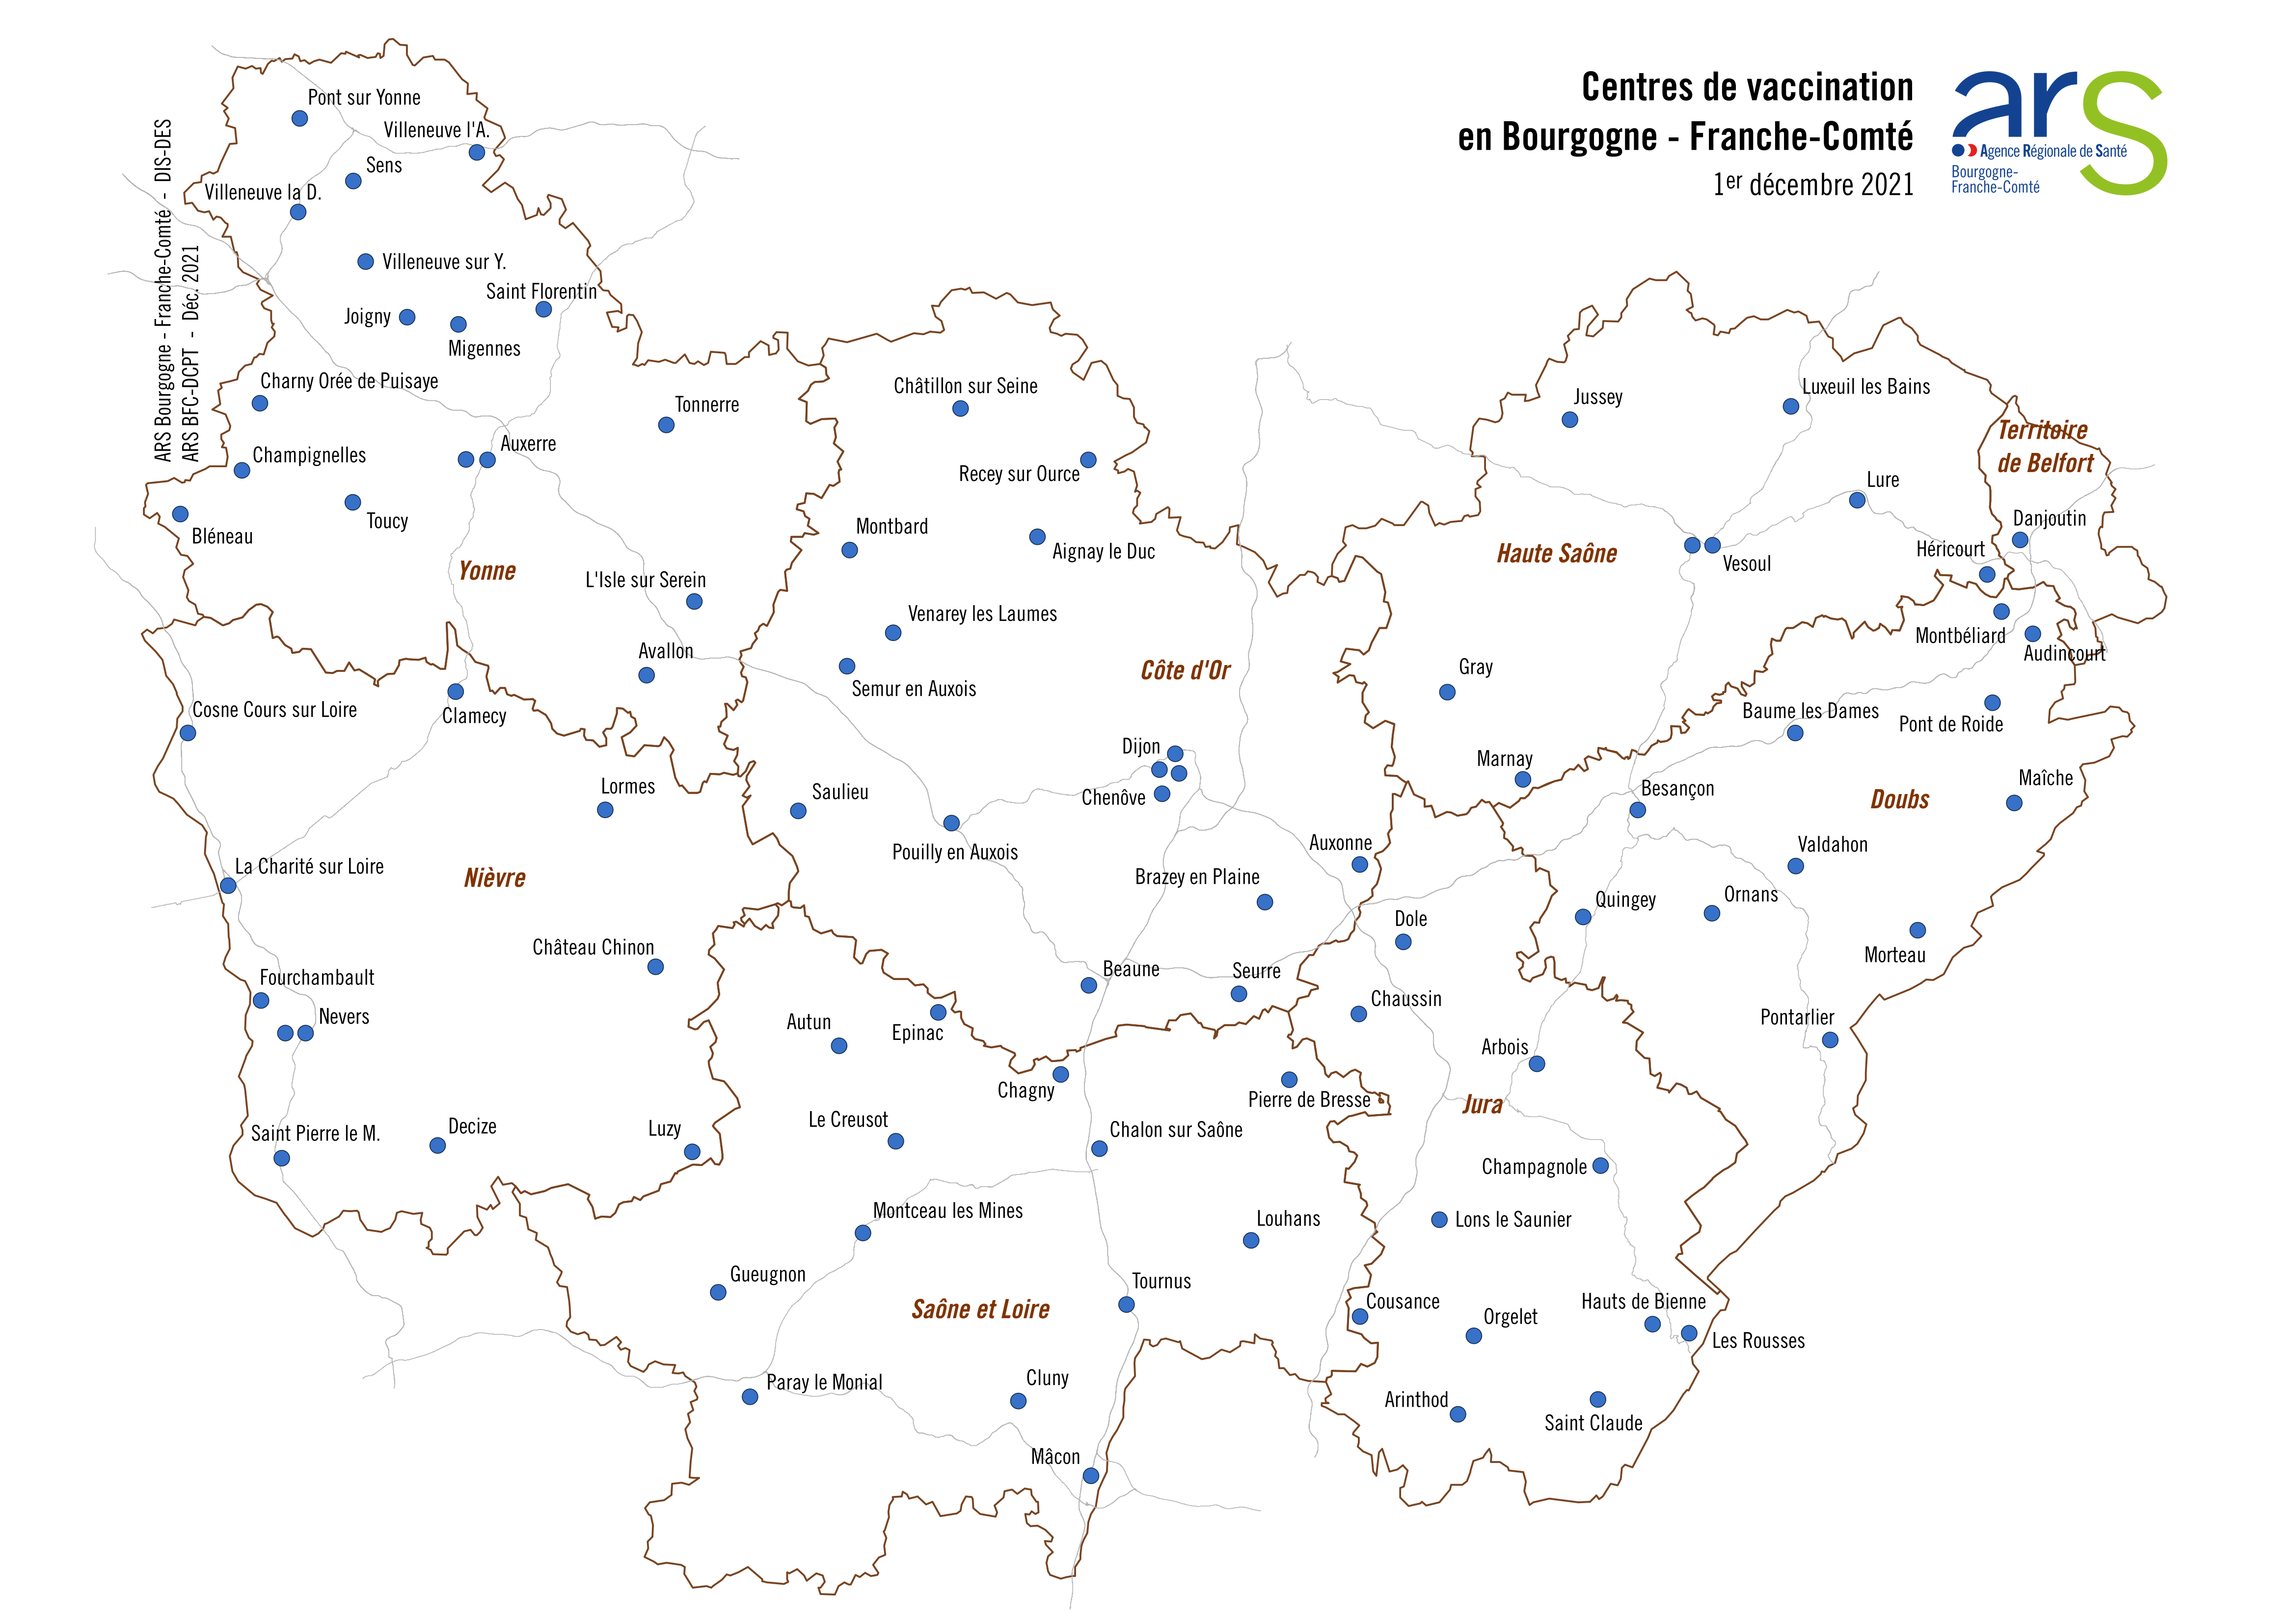 Centres de vaccination
en Bourgogne - Franche-Comté
1er décembre 2021
ars
Agence Régionale de Santé
Bourgogne-
Franche-Comté
ARS Bourgogne - Franche-Comté - DIS-DES
ARS BFC-DCPT - Déc. 2021
Pont sur Yonne
Villeneuve l'A.
Sens
Villeneuve la D.
Villeneuve sur Y.
Saint Florentin
Joigny
Migennes
Charny Orée de Puisaye
Tonnerre
Auxerre
Champignelles
Toucy
Bléneau
Yonne
L'Isle sur Serein
Avallon
Châtillon sur Seine
Recey sur Ource
Montbard
Aignay le Duc
Venarey les Laumes
Semur en Auxois
Côte d'Or
Dijon
Chenôve
Saulieu
Pouilly en Auxois
Auxonne
Brazey en Plaine
Beaune
Seurre
Jussey
Luxeuil les Bains
Lure
Haute Saône
Vesoul
Héricourt
Gray
Marnay
Territoire
de Belfort
Danjoutin
Montbéliard
Audincourt
Pont de Roide
Baume les Dames
Maîche
Besançon
Doubs
Valdahon
Quingey
Ornans
Morteau
Pontarlier
Cosne Cours sur Loire
Clamecy
Lormes
La Charité sur Loire
Nièvre
Château Chinon
Fourchambault
Nevers
Saint Pierre le M.
Decize
Luzy
Autun
Epinac
Chagny
Pierre de Bresse
Le Creusot
Chalon sur Saône
Montceau les Mines
Louhans
Gueugnon
Saône et Loire
Tournus
Paray le Monial
Cluny
Mâcon
Dole
Chaussin
Arbois
Jura
Champagnole
Lons le Saunier
Cousance
Orgelet
Hauts de Bienne
Les Rousses
Arinthod
Saint Claude